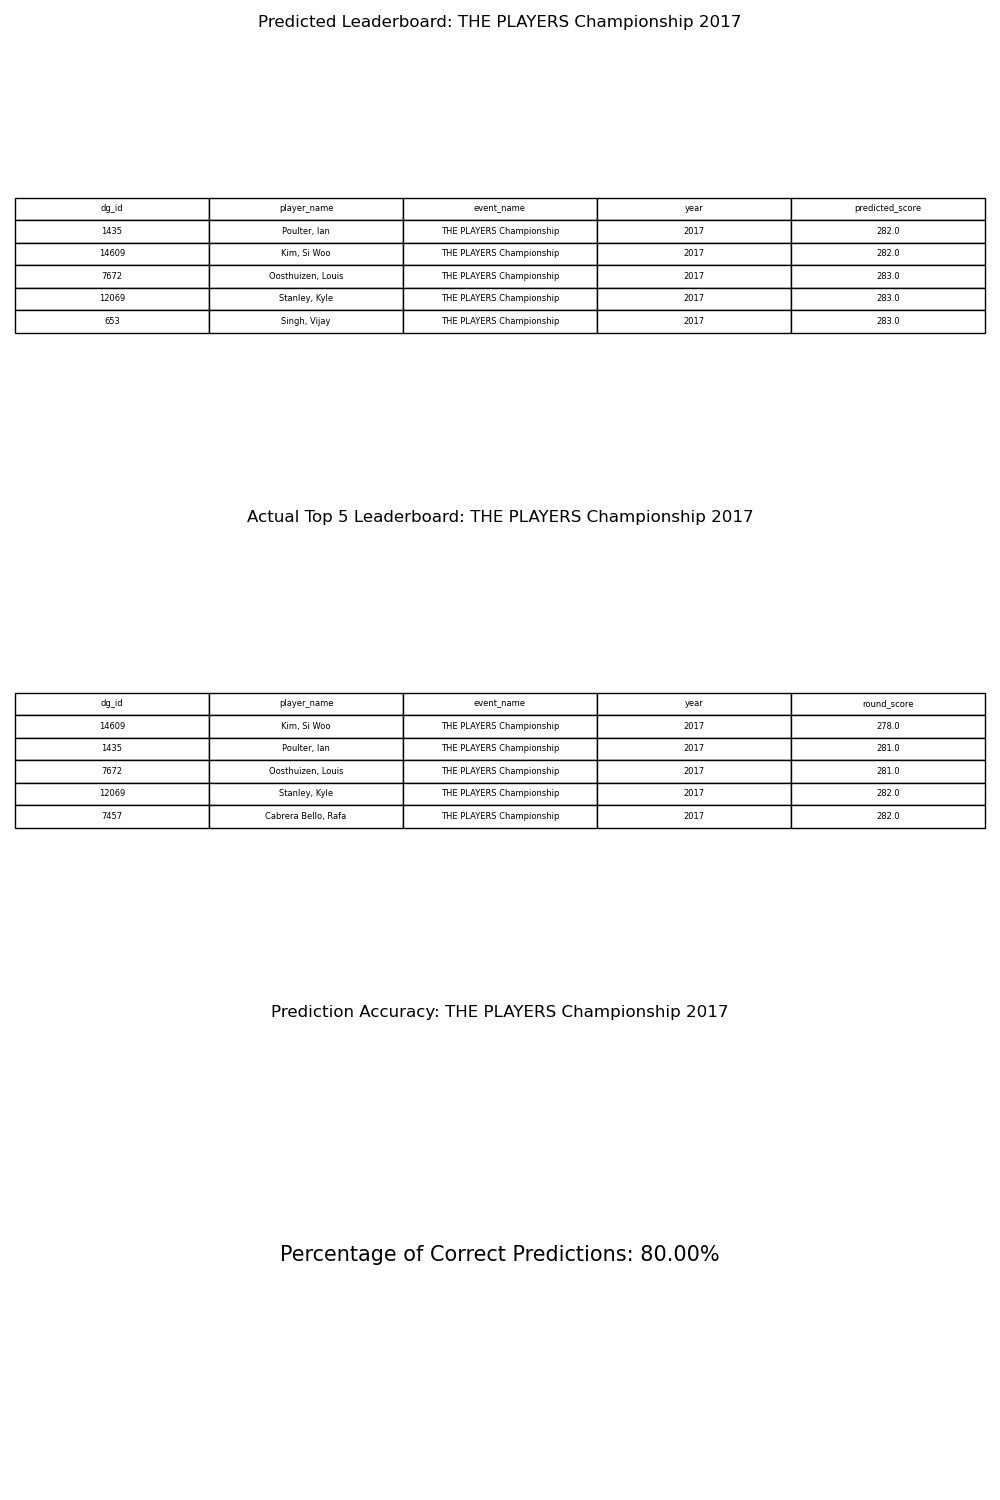 Predicted Leaderboard: THE PLAYERS Championship 2017
dg_id player_name event_name year predicted_score
1435 Poulter, Ian THE PLAYERS Championship 2017 282.0
14609 Kim, Si Woo THE PLAYERS Championship 2017 282.0
7672 Oosthuizen, Louis THE PLAYERS Championship 2017 283.0
12069 Stanley, Kyle THE PLAYERS Championship 2017 283.0
653 Singh, Vijay THE PLAYERS Championship 2017 283.0
Actual Top 5 Leaderboard: THE PLAYERS Championship 2017
dg_id player_name event_name year round_score
14609 Kim, Si Woo THE PLAYERS Championship 2017 278.0
1435 Poulter, Ian THE PLAYERS Championship 2017 281.0
7672 Oosthuizen, Louis THE PLAYERS Championship 2017 281.0
12069 Stanley, Kyle THE PLAYERS Championship 2017 282.0
7457 Cabrera Bello, Rafa THE PLAYERS Championship 2017 282.0
Prediction Accuracy: THE PLAYERS Championship 2017
Percentage of Correct Predictions: 80.00%